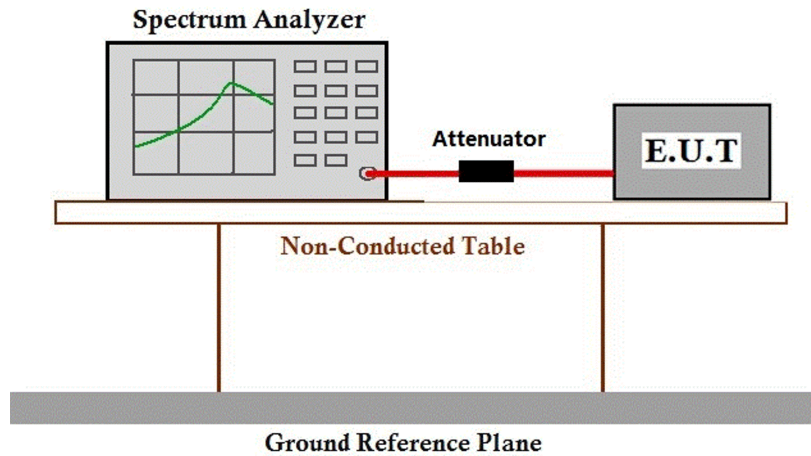 Spectrum Analyzer
Attenuator
E.U.T
Non-Conducted Table
Ground Reference Plane